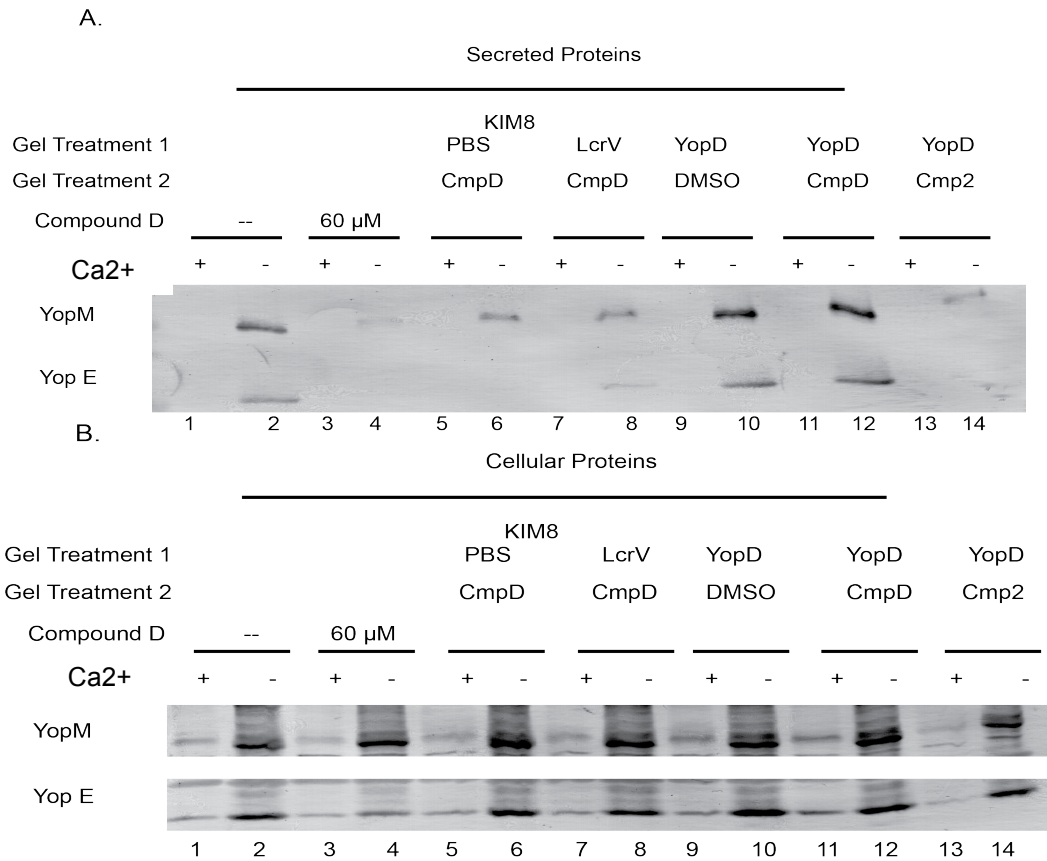 A.
Secreted Proteins
KIM8
Gel Treatment 1 PBS LcrV YopD YopD YopD
Gel Treatment 2 CmpD CmpD DMSO CmpD Cmp2
Compound D -- 60 µM
Ca2+ + - + - + - + - + - + - + -
YopM
Yop E
1 2 3 4 5 6 7 8 9 10 11 12 13 14
B.
Cellular Proteins
KIM8
Gel Treatment 1 PBS LcrV YopD YopD YopD
Gel Treatment 2 CmpD CmpD DMSO CmpD Cmp2
Compound D -- 60 µM
Ca2+ + - + - + - + - + - + - + -
YopM
Yop E
1 2 3 4 5 6 7 8 9 10 11 12 13 14